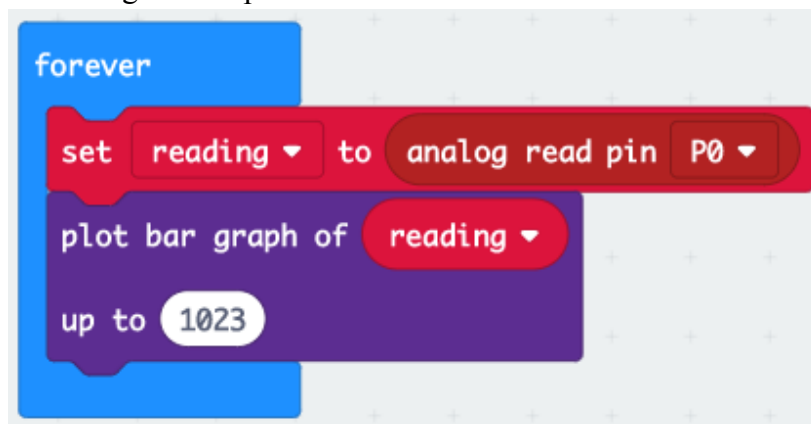 forever
set reading to analog read pin P0
plot bar graph of reading
up to 1023